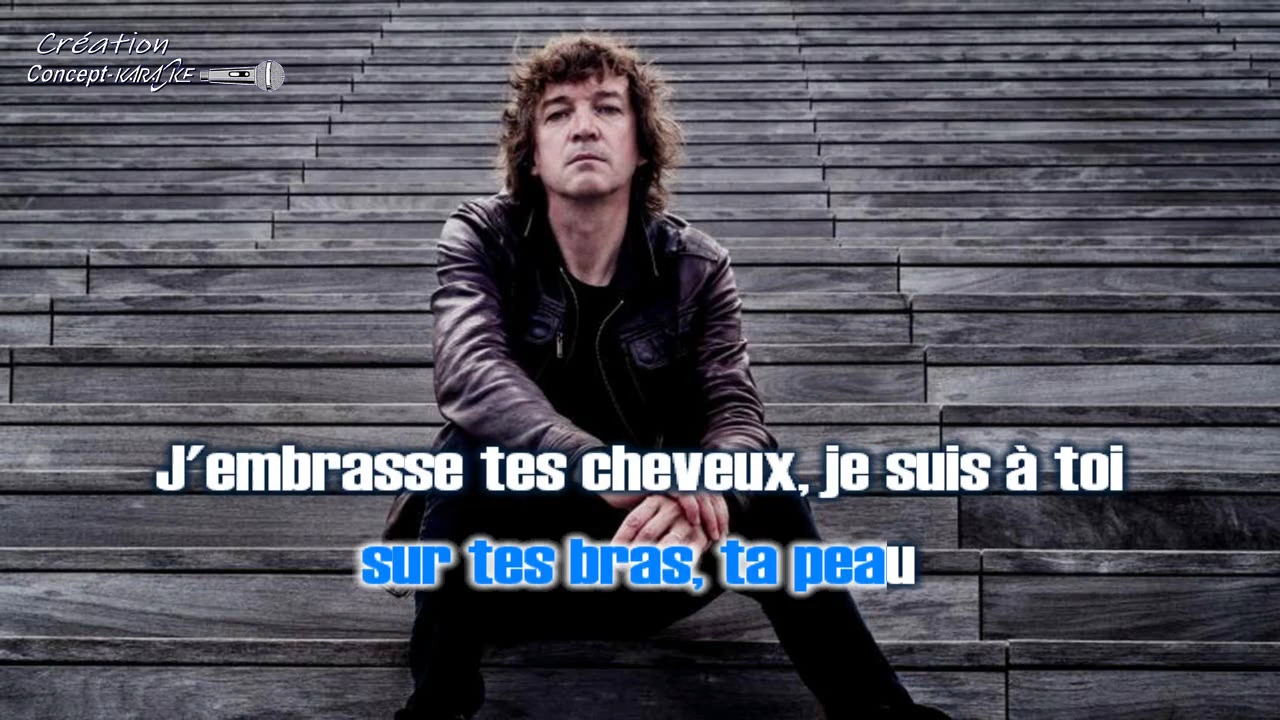 Création
Concept-KARAOKE
J'embrasse tes cheveux, je suis à toi
sur tes bras, ta peau